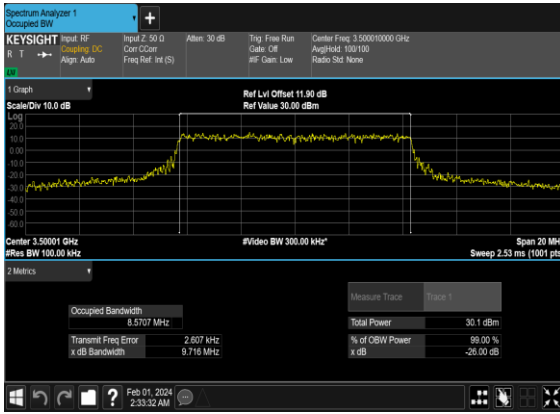 Spectrum Analyzer 1
Occupied BW
+
KEYSIGHT
R T
Input: RF
Coupling: DC
Align: Auto
Input Z: 50 Ω
Corr CCorr
Freq Ref: Int (S)
Atten: 30 dB
Trig: Free Run
Gate: Off
#IF Gain: Low
Center Freq: 3.500010000 GHz
Avg|Hold: 100/100
Radio Std: None
1 Graph
Scale/Div 10.0 dB
Ref Lvl Offset 11.90 dB
Ref Value 30.00 dBm
Log
20.0
10.0
0.00
-10.0
-20.0
-30.0
-40.0
-50.0
-60.0
Center 3.50001 GHz
#Res BW 100.00 kHz
#Video BW 300.00 kHz*
Span 20 MH
Sweep 2.53 ms (1001 pts
2 Metrics
Measure Trace
Trace 1
Occupied Bandwidth
8.5707 MHz
Total Power
30.1 dBm
Transmit Freq Error
2.607 kHz
% of OBW Power
99.00 %
x dB Bandwidth
9.716 MHz
x dB
-26.00 dB
?
Feb 01, 2024
2:33:32 AM